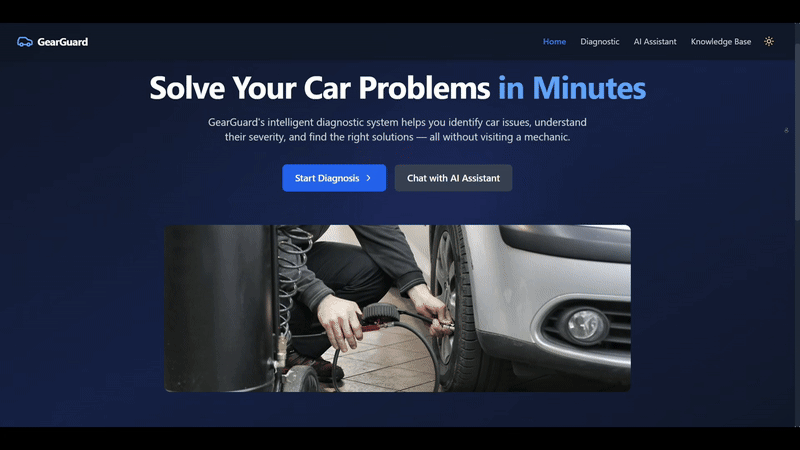 GearGuard
Home Diagnostic AI Assistant Knowledge Base
Solve Your Car Problems in Minutes
GearGuard's intelligent diagnostic system helps you identify car issues, understand
their severity, and find the right solutions — all without visiting a mechanic.
Start Diagnosis
Chat with AI Assistant